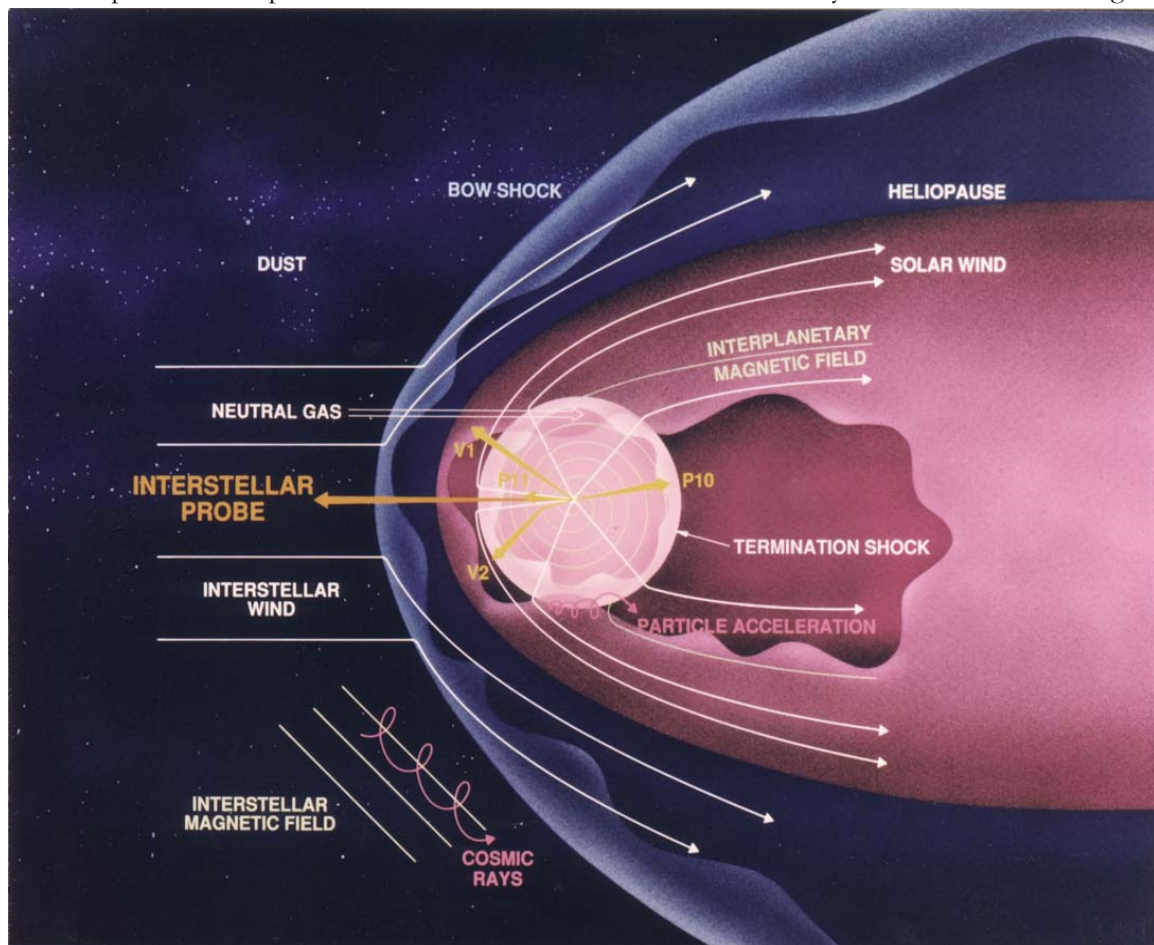 BOW SHOCK
HELIOPAUSE
DUST
SOLAR WIND
INTERPLANETARY
MAGNETIC FIELD
NEUTRAL GAS
V1
P11
P10
INTERSTELLAR
PROBE
TERMINATION SHOCK
V2
INTERSTELLAR
WIND
PARTICLE ACCELERATION
INTERSTELLAR
MAGNETIC FIELD
COSMIC
RAYS